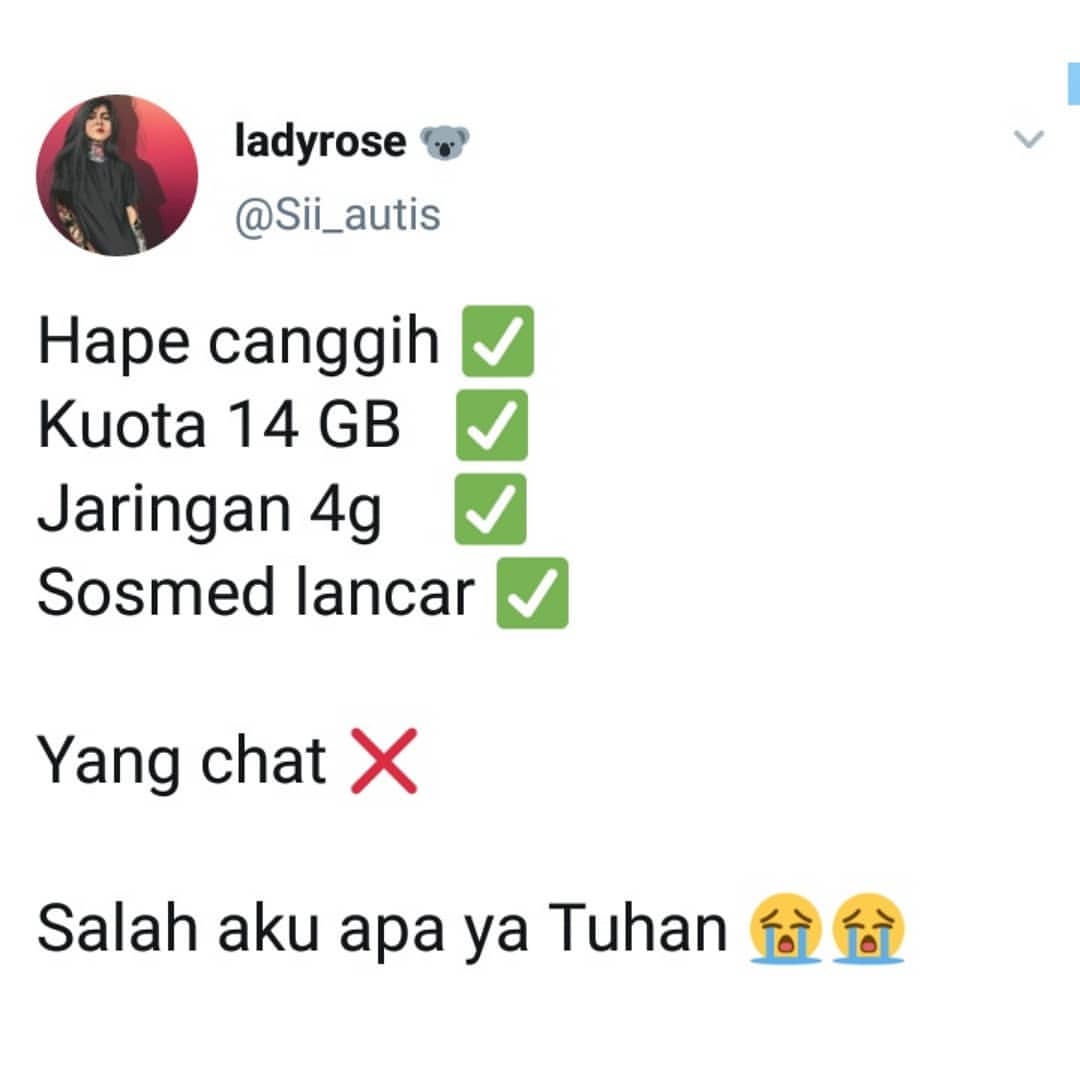 ladyrose 🐨
@Sii_autis
Hape canggih ✅
Kuota 14 GB ✅
Jaringan 4g ✅
Sosmed lancar ✅
Yang chat ❌
Salah aku apa ya Tuhan 😭😭